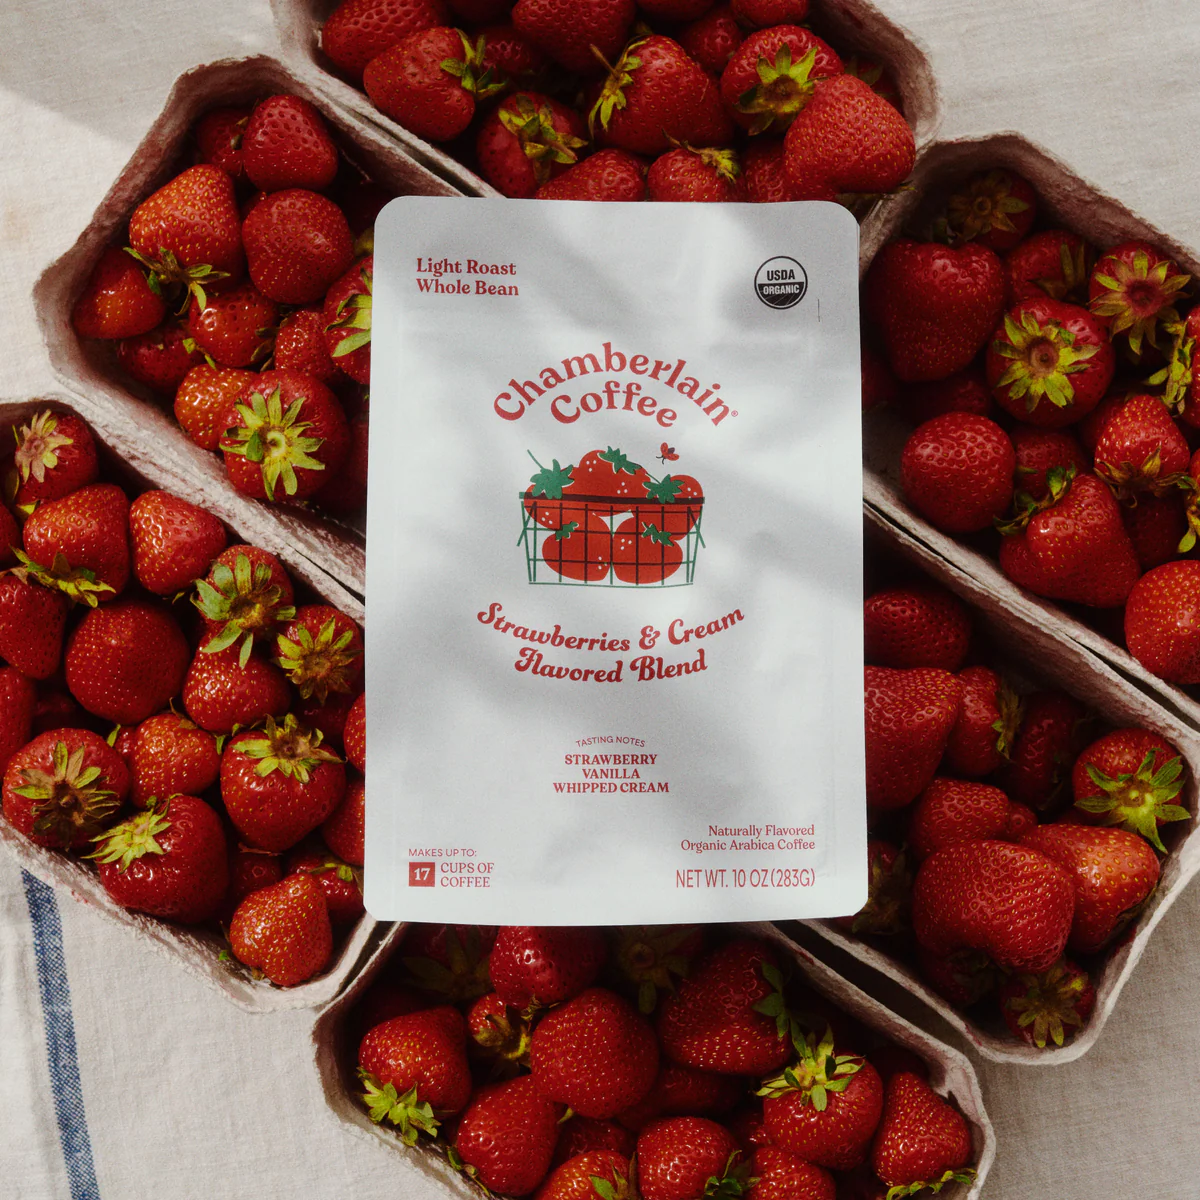 Light Roast
Whole Bean
USDA
ORGANIC
Chamberlain®
Coffee
Strawberries & Cream
Flavored Blend
TASTING NOTES
STRAWBERRY
VANILLA
WHIPPED CREAM
Naturally Flavored
Organic Arabica Coffee
MAKES UP TO:
17 CUPS OF
COFFEE
NET WT. 10 OZ (283G)